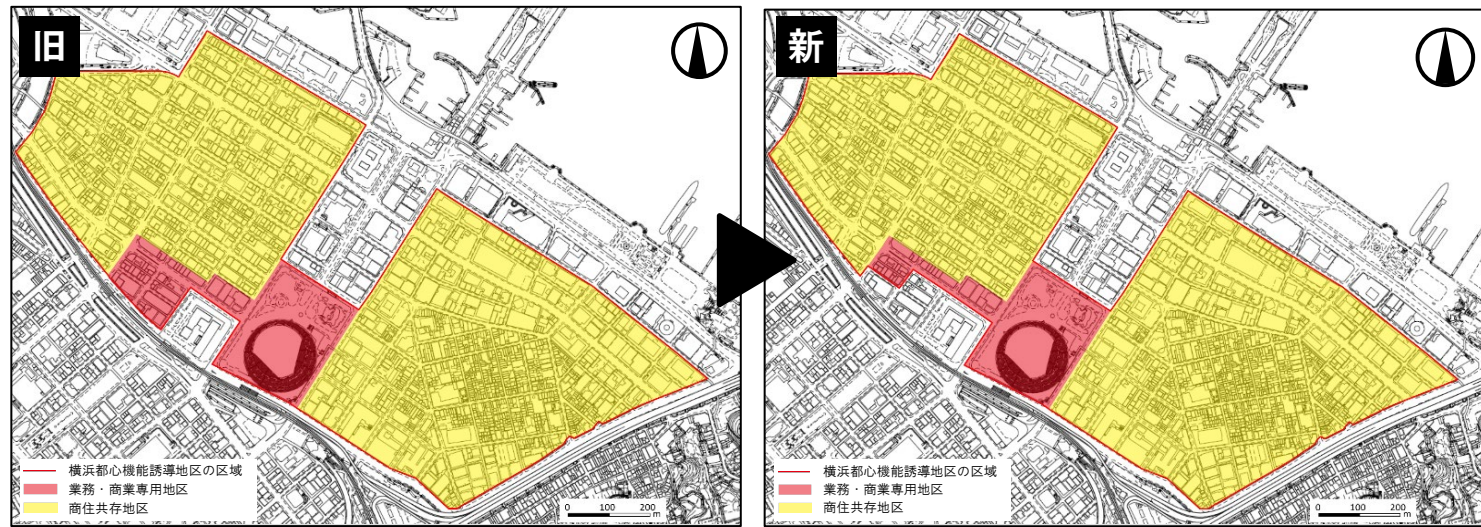 旧
横浜都心機能誘導地区の区域
業務・商業専用地区
商住共存地区
0 100 200
m
新
横浜都心機能誘導地区の区域
業務・商業専用地区
商住共存地区
0 100 200
m